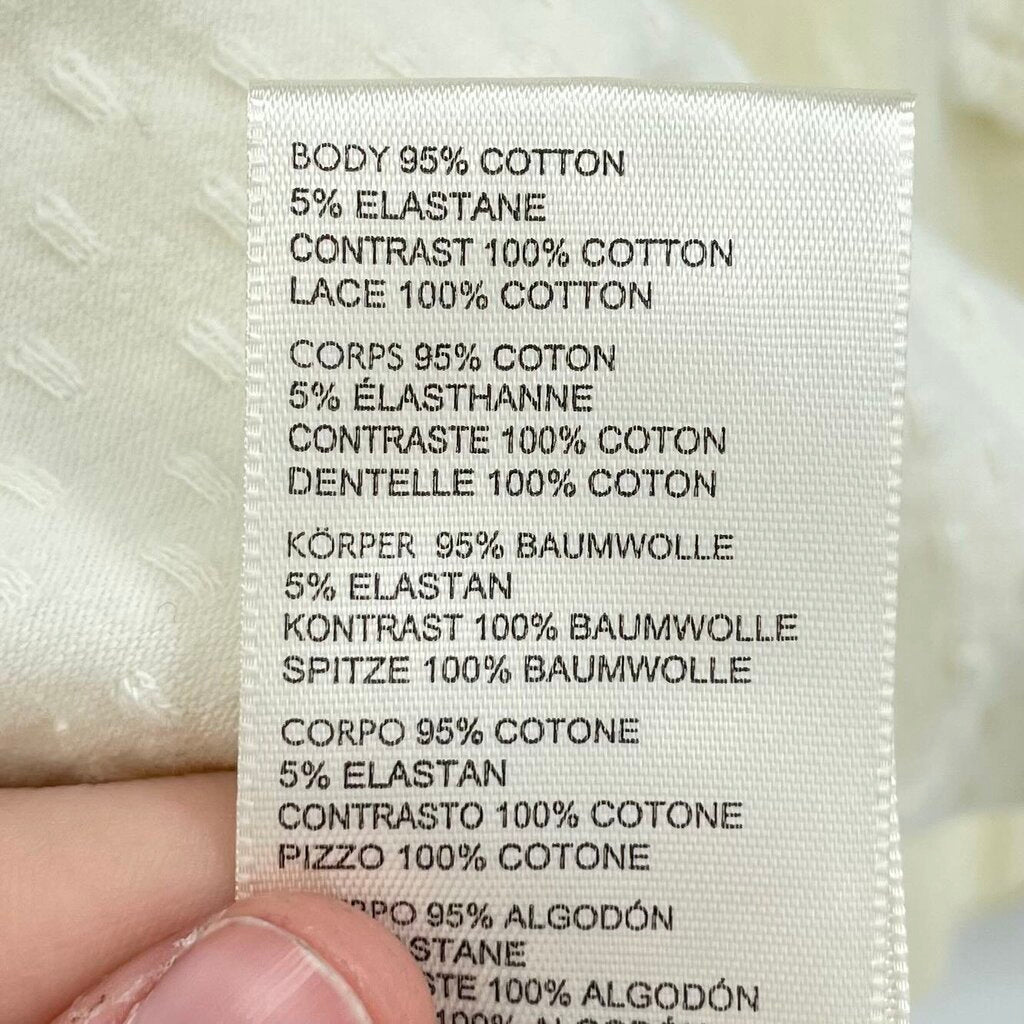 BODY 95% COTTON
5% ELASTANE
CONTRAST 100% COTTON
LACE 100% COTTON
CORPS 95% COTON
5% ÉLASTHANNE
CONTRASTE 100% COTON
DENTELLE 100% COTON
KÖRPER 95% BAUMWOLLE
5% ELASTAN
KONTRAST 100% BAUMWOLLE
SPITZE 100% BAUMWOLLE
CORPO 95% COTONE
5% ELASTAN
CONTRASTO 100% COTONE
PIZZO 100% COTONE
95% ALGODÓN
100% ALGODÓN